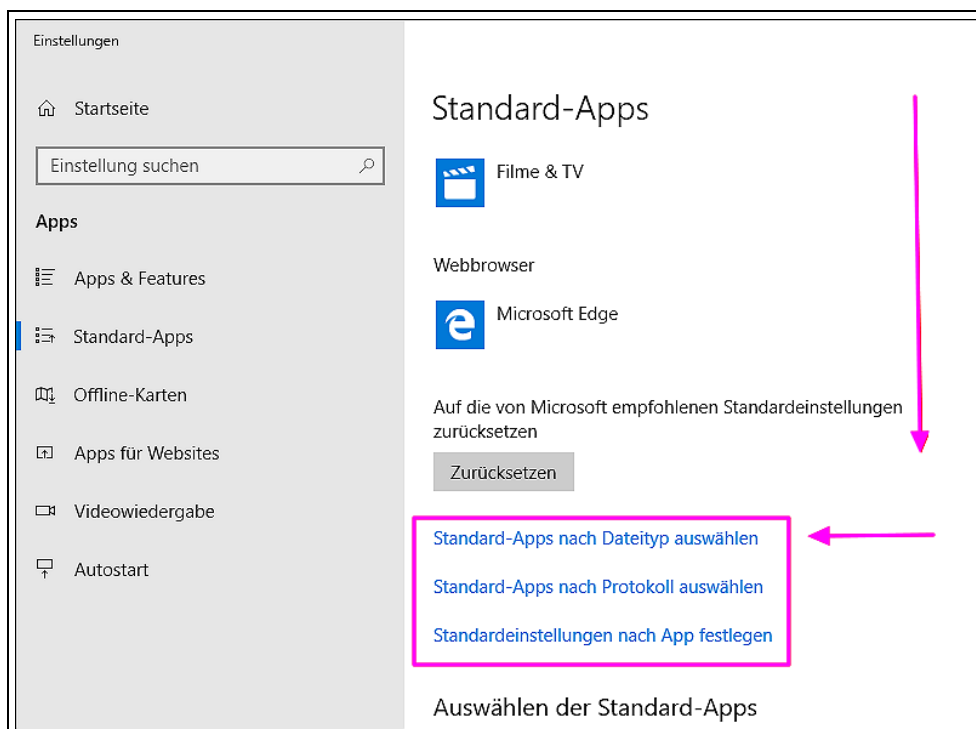 Einstellungen
Startseite
Einstellung suchen
Apps
Apps & Features
Standard-Apps
Offline-Karten
Apps für Websites
Videowiedergabe
Autostart
Standard-Apps
Filme & TV
Webbrowser
Microsoft Edge
Auf die von Microsoft empfohlenen Standardeinstellungen
zurücksetzen
Zurücksetzen
Standard-Apps nach Dateityp auswählen
Standard-Apps nach Protokoll auswählen
Standardeinstellungen nach App festlegen
Auswählen der Standard-Apps